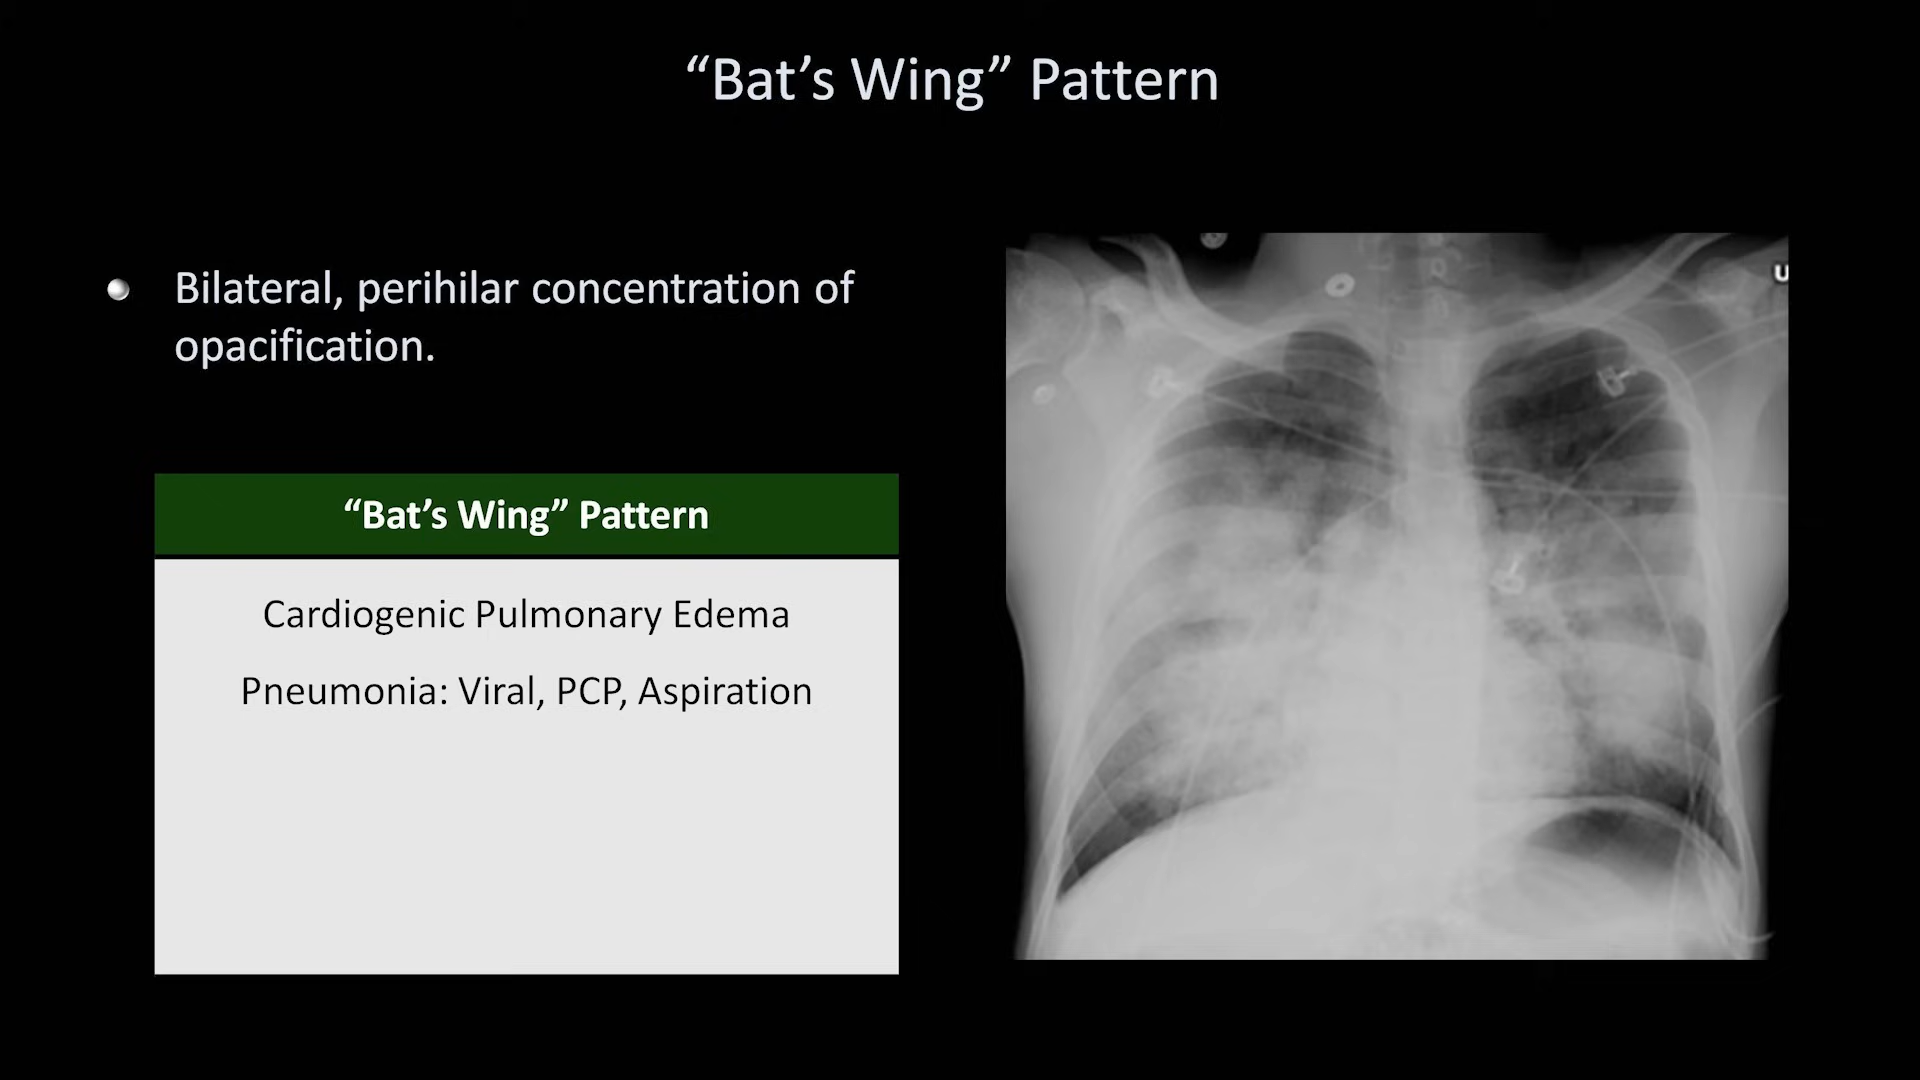 “Bat’s Wing” Pattern
Bilateral, perihilar concentration of
opacification.
“Bat’s Wing” Pattern
Cardiogenic Pulmonary Edema
Pneumonia: Viral, PCP, Aspiration
U